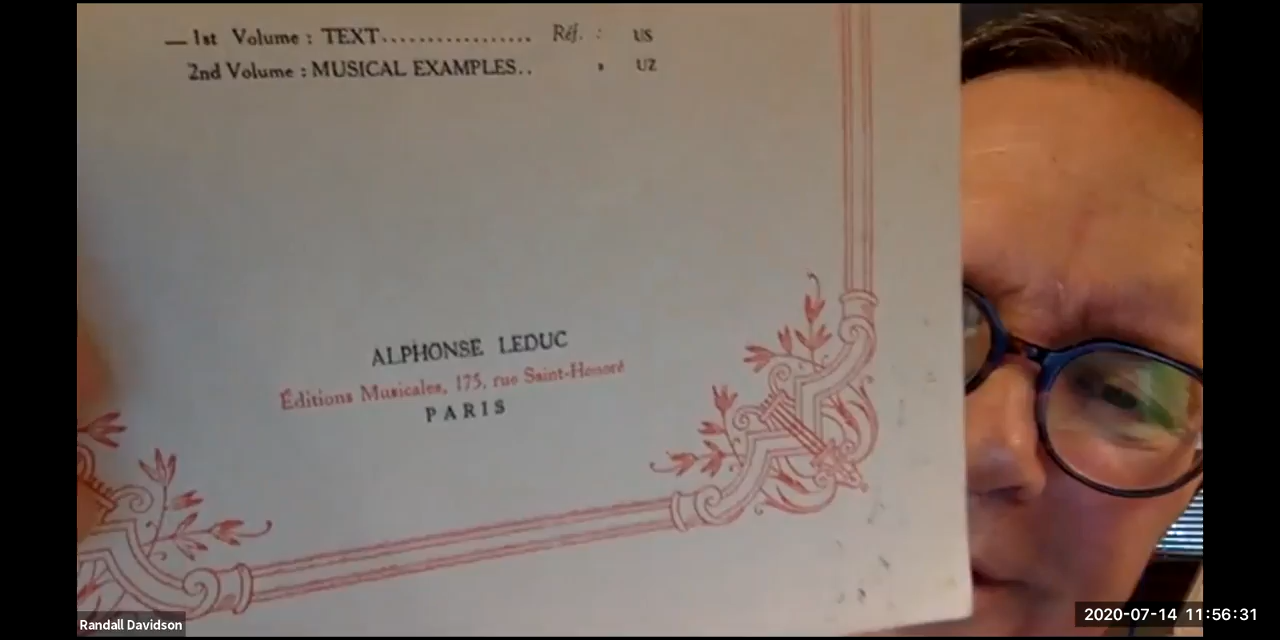 — 1st Volume : TEXT.................. Réf. : US
2nd Volume : MUSICAL EXAMPLES.. " UZ
ALPHONSE LEDUC
Éditions Musicales, 175, rue Saint-Honoré
PARIS
Randall Davidson
2020-07-14 11:56:31